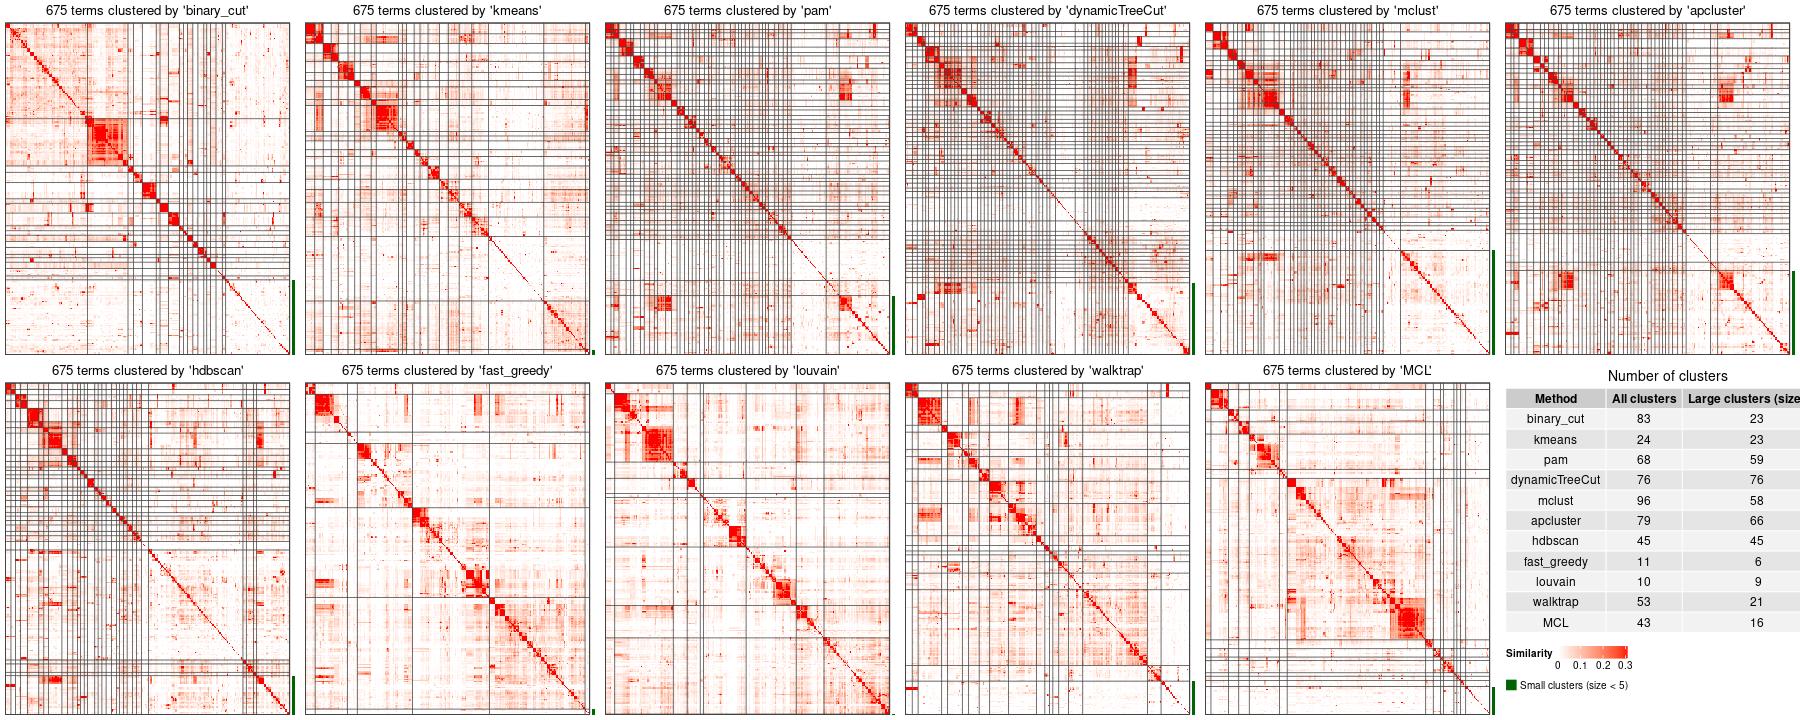 675 terms clustered by 'binary_cut'
675 terms clustered by 'kmeans'
675 terms clustered by 'pam'
675 terms clustered by 'dynamicTreeCut'
675 terms clustered by 'mclust'
675 terms clustered by 'apcluster'
675 terms clustered by 'hdbscan'
675 terms clustered by 'fast_greedy'
675 terms clustered by 'louvain'
675 terms clustered by 'walktrap'
675 terms clustered by 'MCL'
Number of clusters
Method All clusters Large clusters (size
binary_cut 83 23
kmeans 24 23
pam 68 59
dynamicTreeCut 76 76
mclust 96 58
apcluster 79 66
hdbscan 45 45
fast_greedy 11 6
louvain 10 9
walktrap 53 21
MCL 43 16
Similarity
0 0.1 0.2 0.3
Small clusters (size < 5)